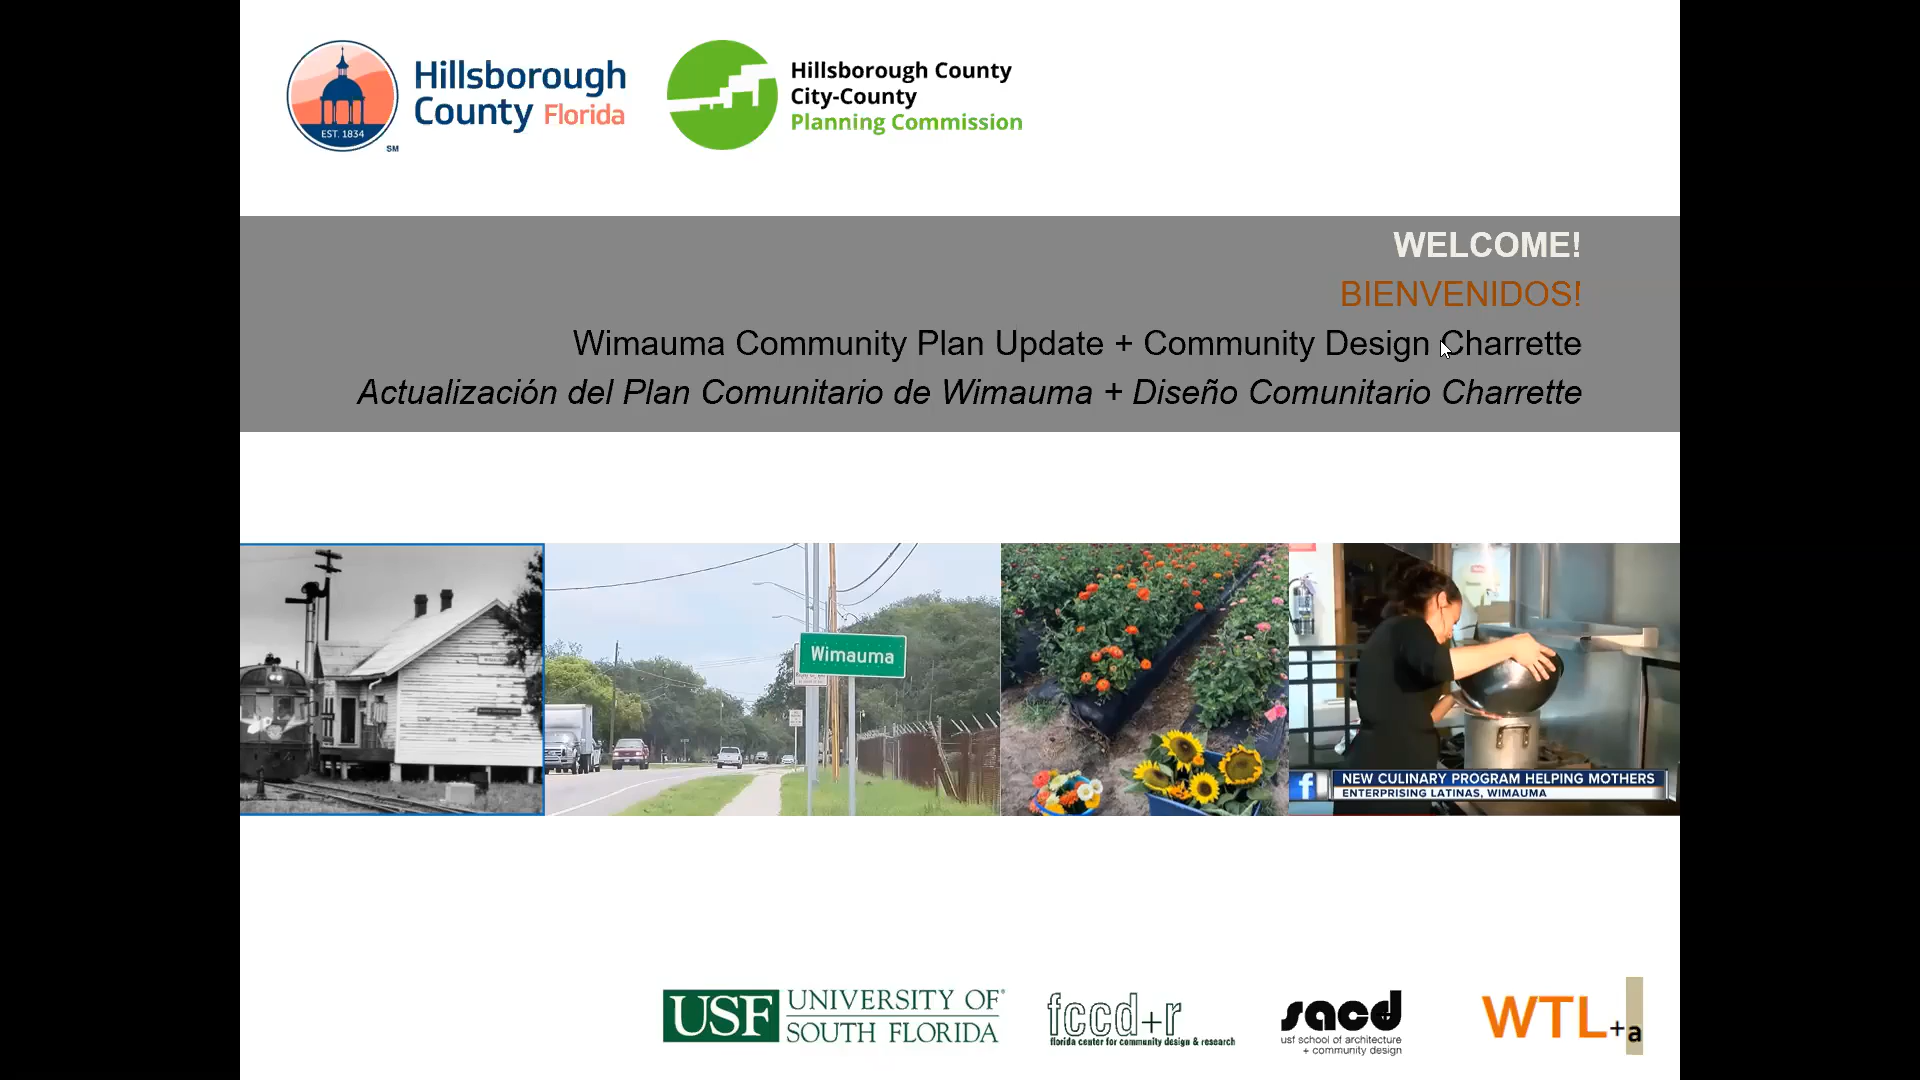 Hillsborough
County Florida
EST. 1834
SM
Hillsborough County
City-County
Planning Commission
WELCOME!
BIENVENIDOS!
Wimauma Community Plan Update + Community Design Charrette
Actualización del Plan Comunitario de Wimauma + Diseño Comunitario Charrette
Wimauma
f
NEW CULINARY PROGRAM HELPING MOTHERS
ENTERPRISING LATINAS, WIMAUMA
USF UNIVERSITY OF
SOUTH FLORIDA
fccd+r
florida center for community design & research
sacd
usf school of architecture
+ community design
WTL+a